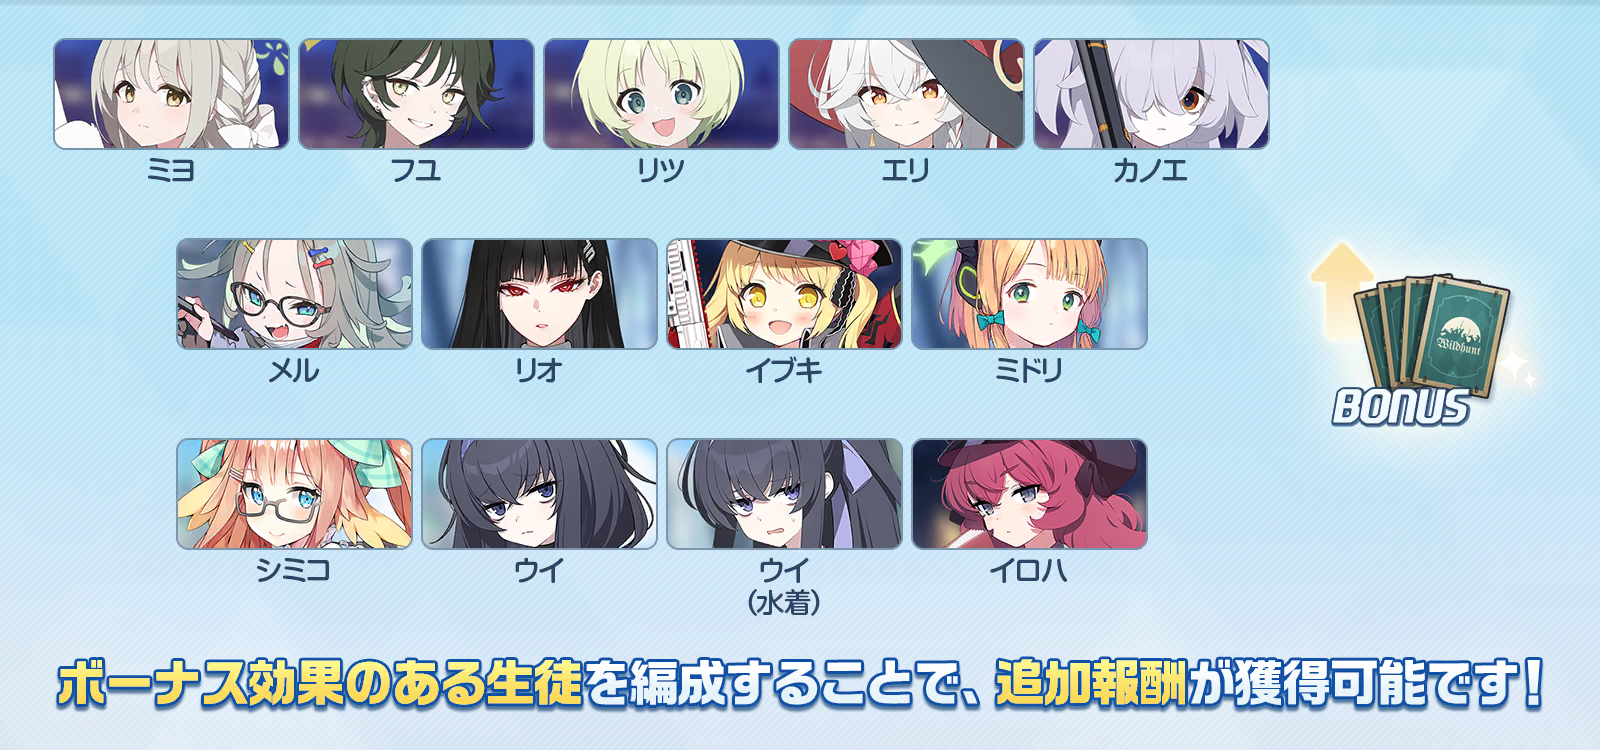 ミヨ
フユ
リツ
エリ
カノエ
メル
リオ
イブキ
ミドリ
Wildhunt
BONUS
シミコ
ウイ
ウイ
(水着)
イロハ
ボーナス効果のある生徒を編成することで、追加報酬が獲得可能です!